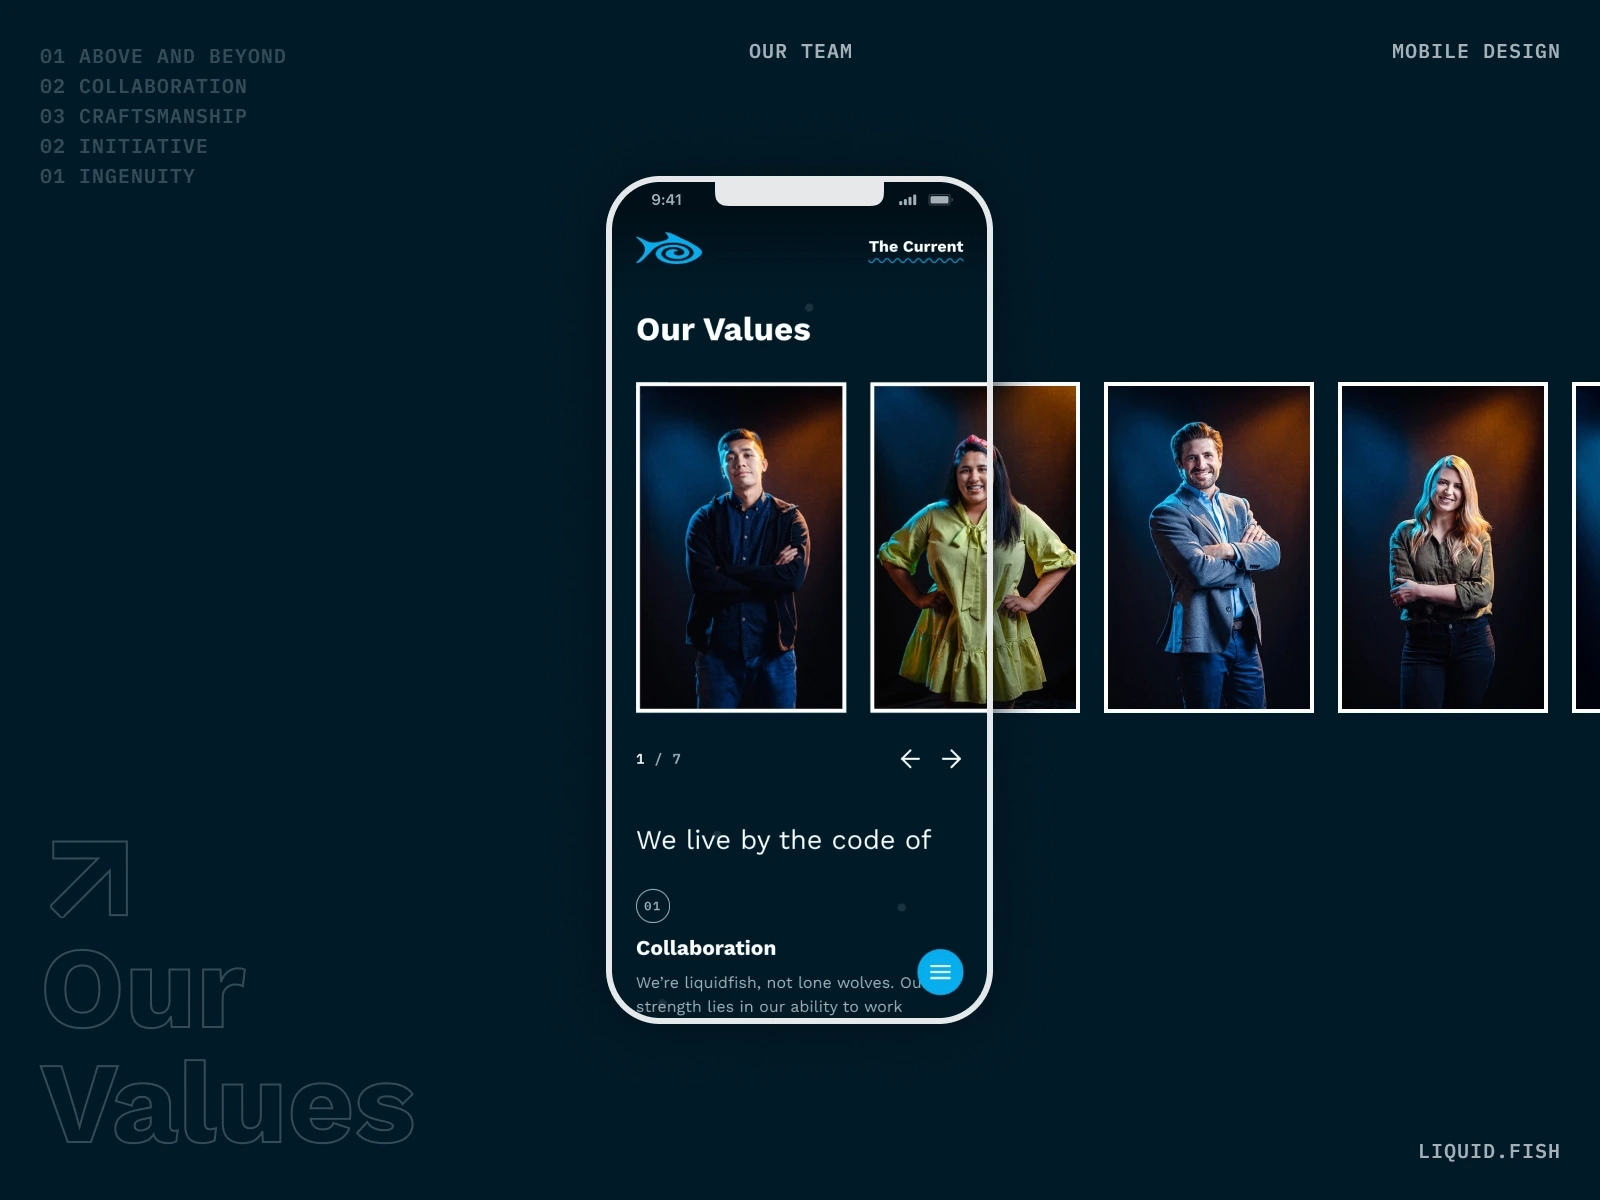 01 ABOVE AND BEYOND
02 COLLABORATION
03 CRAFTSMANSHIP
02 INITIATIVE
01 INGENUITY
OUR TEAM
MOBILE DESIGN
9:41
The Current
Our Values
1 / 7
We live by the code of
01
Collaboration
We’re liquidfish, not lone wolves. Ou
strength lies in our ability to work
Our
Values
LIQUID.FISH